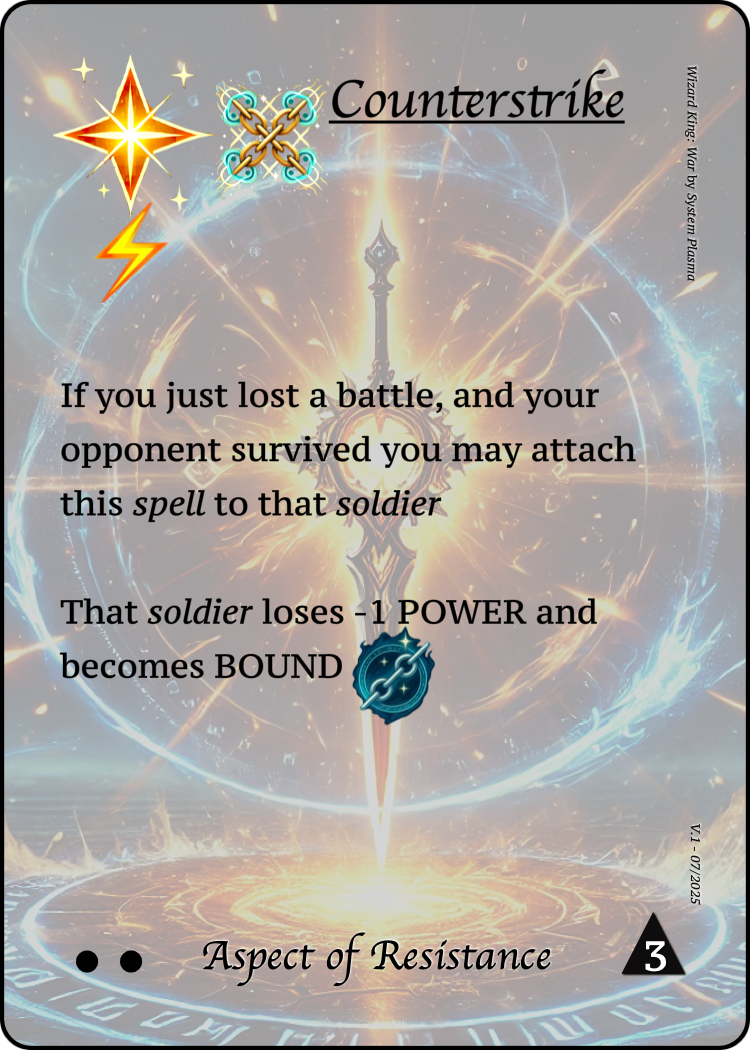 Counterstrike
Wizard King: War by System Plasma
If you just lost a battle, and your
opponent survived you may attach
this spell to that soldier
That soldier loses -1 POWER and
becomes BOUND
V.1 - 07/2025
Aspect of Resistance
3